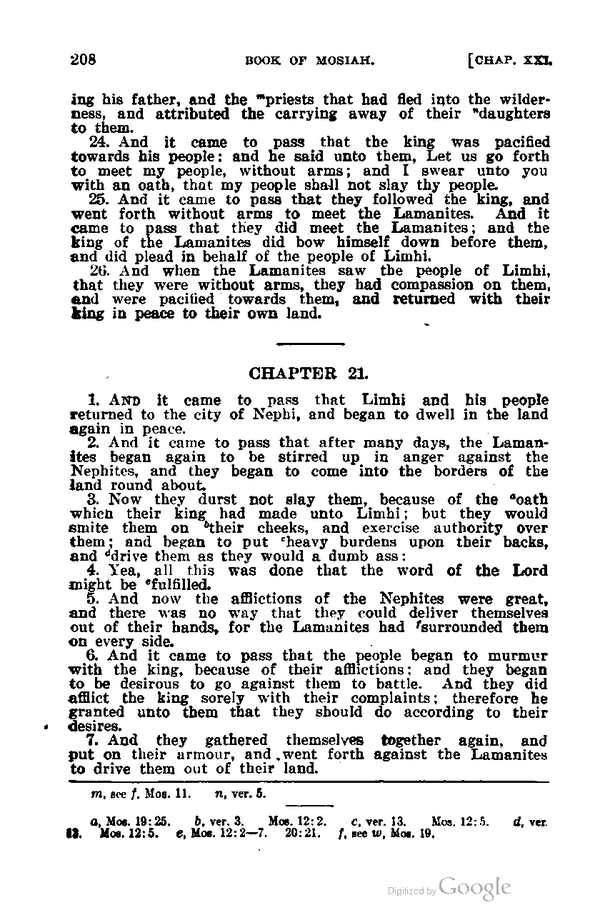 208 BOOK OF MOSIAH. [CHAP. XXI.
ing his father, and the ᵐpriests that had fled into the wilder-
ness, and attributed the carrying away of their ⁿdaughters
to them.
24. And it came to pass that the king was pacified
towards his people; and he said unto them, Let us go forth
to meet my people, without arms; and I swear unto you
with an oath, that my people shall not slay thy people.
25. And it came to pass that they followed the king, and
went forth without arms to meet the Lamanites. And it
came to pass that they did meet the Lamanites; and the
king of the Lamanites did bow himself down before them,
and did plead in behalf of the people of Limhi.
26. And when the Lamanites saw the people of Limhi,
that they were without arms, they had compassion on them,
and were pacified towards them, and returned with their
king in peace to their own land.
CHAPTER 21.
1. AND it came to pass that Limhi and his people
returned to the city of Nephi, and began to dwell in the land
again in peace.
2. And it came to pass that after many days, the Laman-
ites began again to be stirred up in anger against the
Nephites, and they began to come into the borders of the
land round about.
3. Now they durst not slay them, because of the ᵃoath
which their king had made unto Limhi; but they would
smite them on ᵇtheir cheeks, and exercise authority over
them; and began to put ᶜheavy burdens upon their backs,
and ᵈdrive them as they would a dumb ass:
4. Yea, all this was done that the word of the Lord
might be ᵉfulfilled.
5. And now the afflictions of the Nephites were great,
and there was no way that they could deliver themselves
out of their hands, for the Lamanites had ᶠsurrounded them
on every side.
6. And it came to pass that the people began to murmur
with the king, because of their afflictions; and they began
to be desirous to go against them to battle. And they did
afflict the king sorely with their complaints; therefore he
granted unto them that they should do according to their
desires.
7. And they gathered themselves together again, and
put on their armour, and went forth against the Lamanites
to drive them out of their land.
m, see f, Mos. 11. n, ver. 5.
a, Mos. 19:25. b, ver. 3. Mos. 12:2. c, ver. 13. Mos. 12:5. d, ver.
13. Mos. 12:5. e, Mos. 12:2—7. 20:21. f, see w, Mos. 19.
Digitized by Google